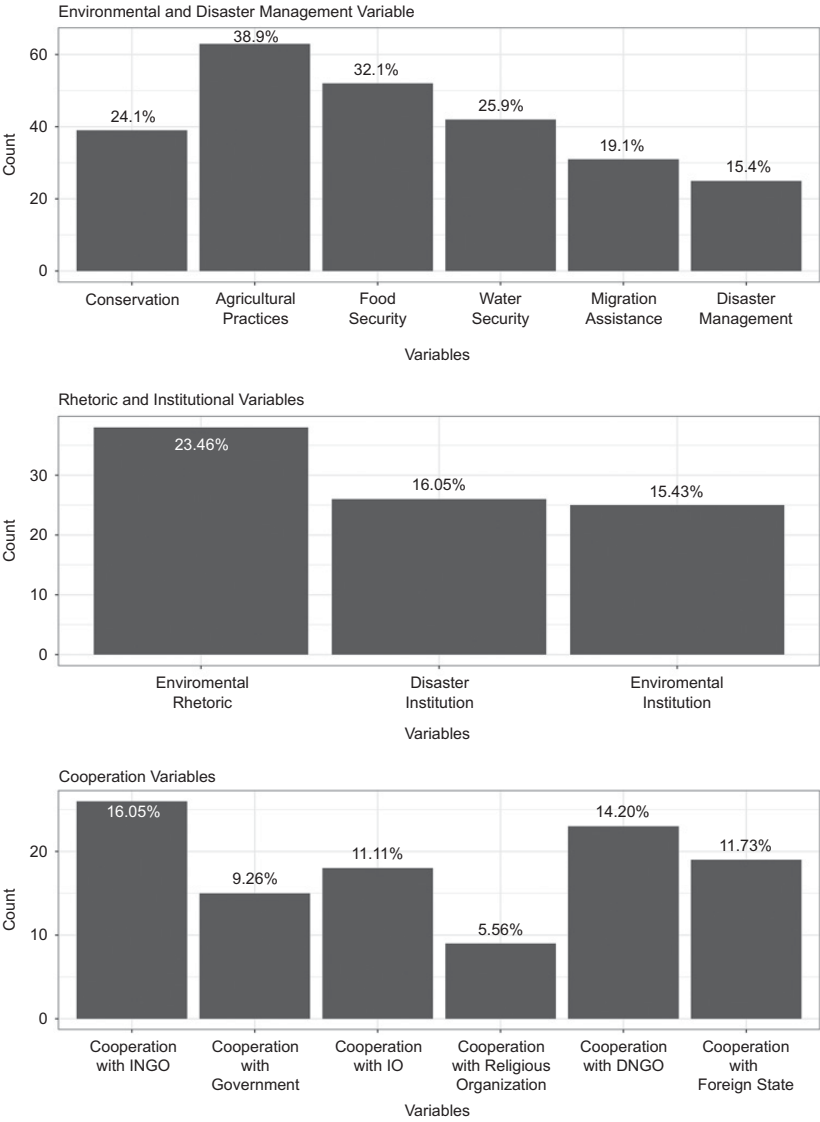 Environmental and Disaster Management Variable
Count
60
40
20
0
24.1%
38.9%
32.1%
25.9%
19.1%
15.4%
Conservation
Agricultural
Practices
Food
Security
Water
Security
Migration
Assistance
Disaster
Management
Variables
Rhetoric and Institutional Variables
Count
30
20
10
0
23.46%
16.05%
15.43%
Enviromental
Rhetoric
Disaster
Institution
Enviromental
Institution
Variables
Cooperation Variables
Count
20
10
0
16.05%
9.26%
11.11%
5.56%
14.20%
11.73%
Cooperation
with INGO
Cooperation
with
Government
Cooperation
with IO
Cooperation
with Religious
Organization
Cooperation
with DNGO
Cooperation
with
Foreign State
Variables